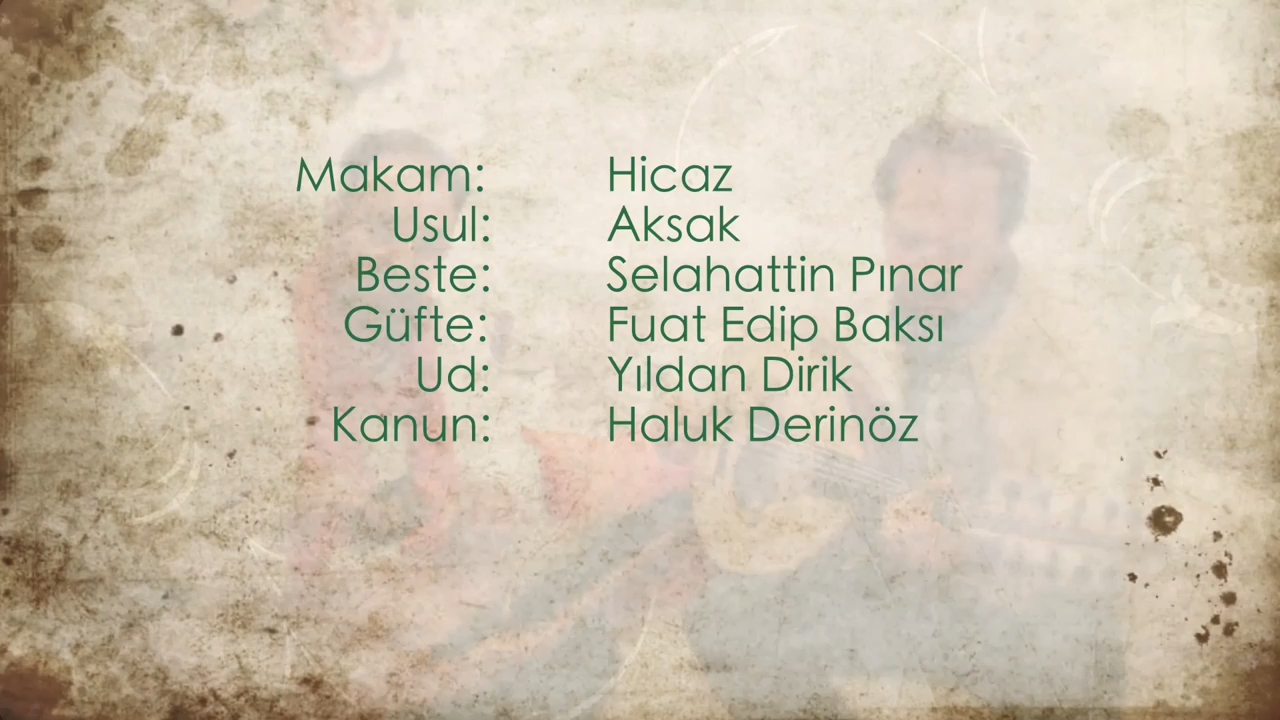 Makam: Hicaz
Usul: Aksak
Beste: Selahattin Pınar
Güfte: Fuat Edip Baksı
Ud: Yıldan Dirik
Kanun: Haluk Derinöz